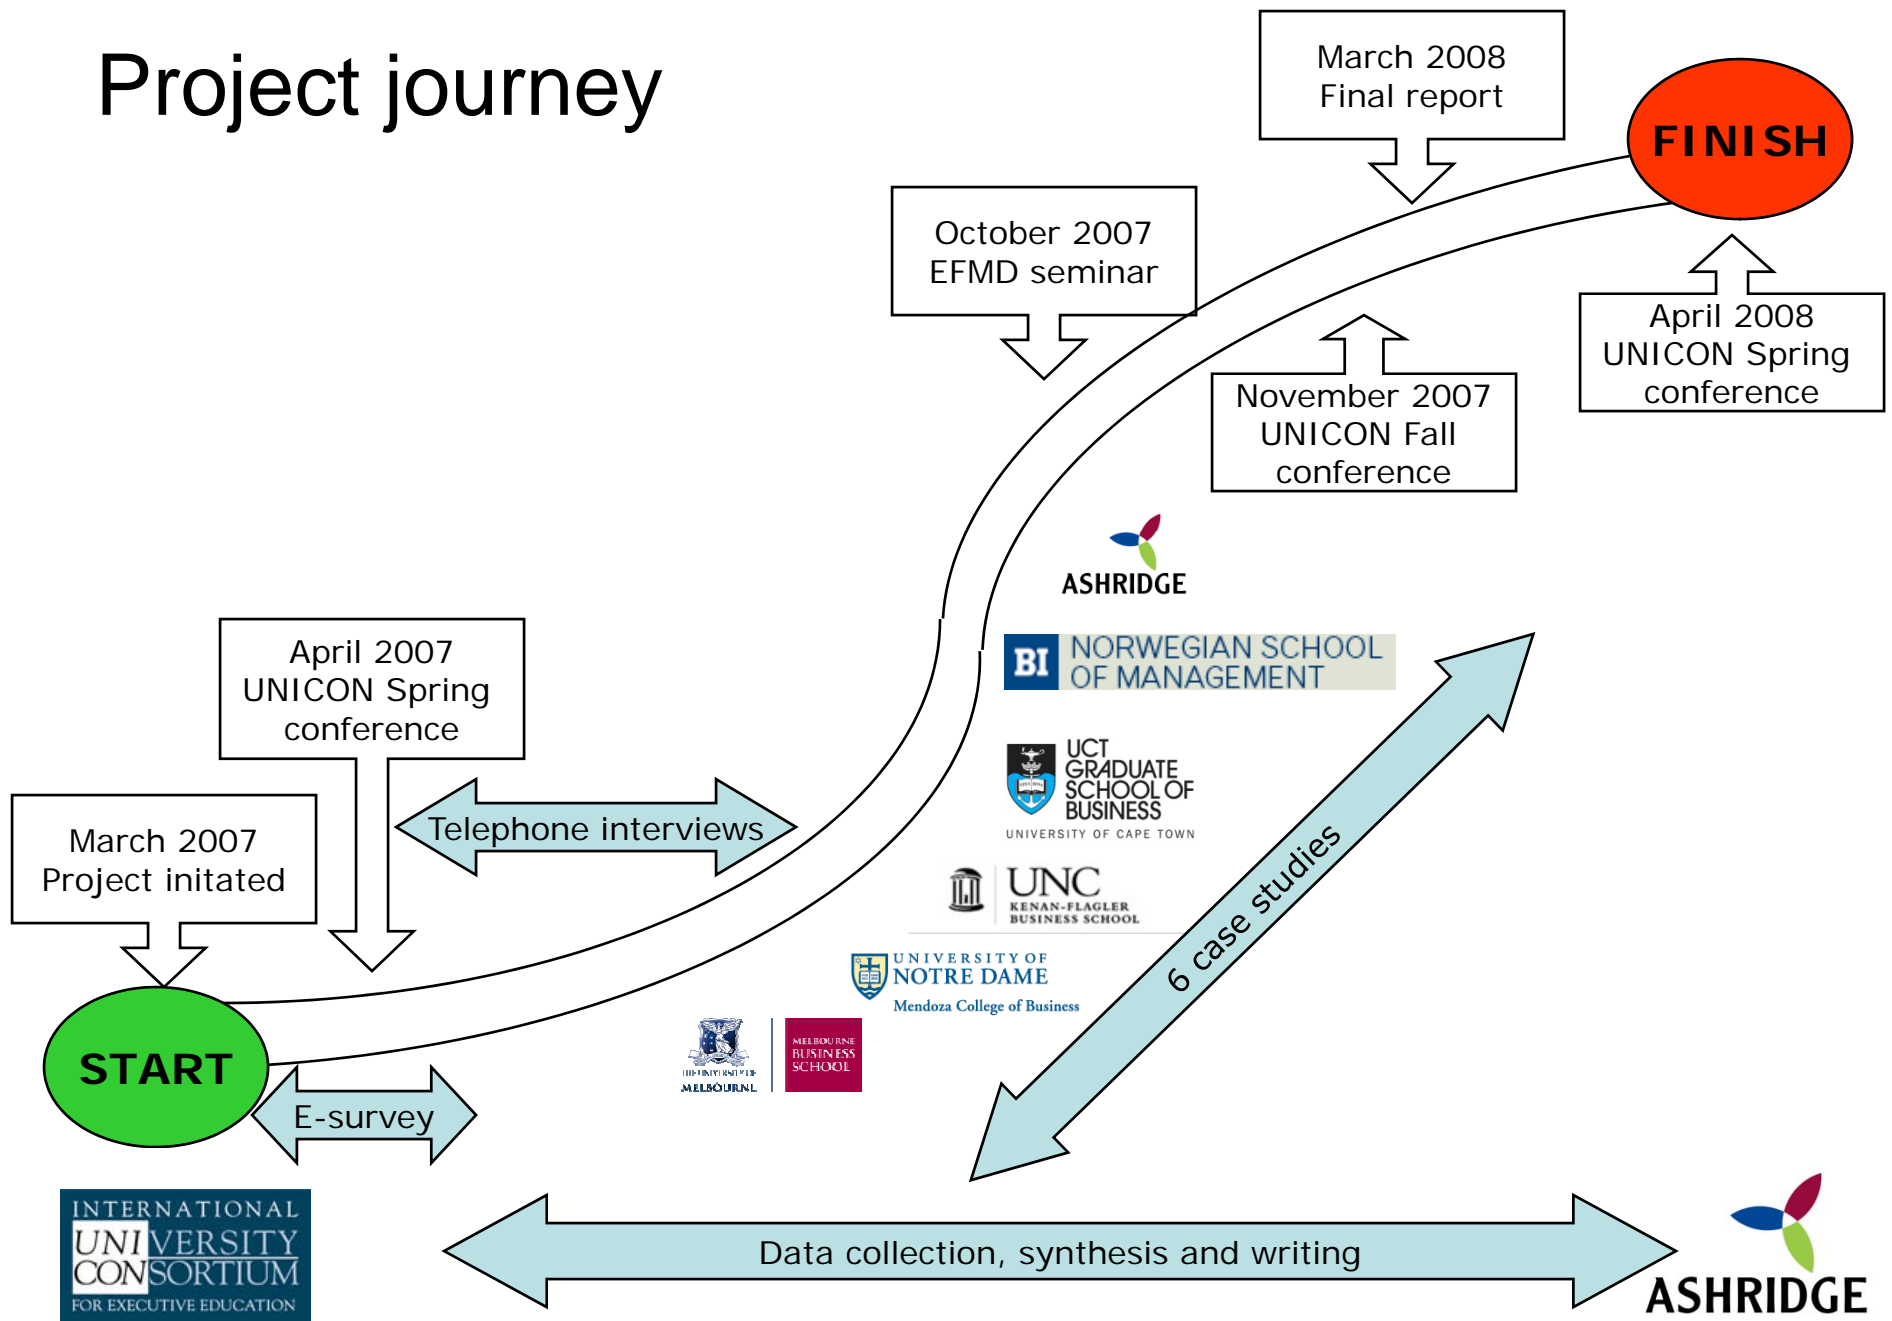 Project journey
March 2008
Final report
FINISH
October 2007
EFMD seminar
April 2008
UNICON Spring
conference
November 2007
UNICON Fall
conference
ASHRIDGE
BI
NORWEGIAN SCHOOL
OF MANAGEMENT
April 2007
UNICON Spring
conference
UCT
GRADUATE
SCHOOL OF
BUSINESS
UNIVERSITY OF CAPE TOWN
Telephone interviews
March 2007
Project initated
6 case studies
UNC
KENAN-FLAGLER
BUSINESS SCHOOL
UNIVERSITY OF
NOTRE DAME
Mendoza College of Business
START
THE UNIVERSITY OF
MELBOURNE
MELBOURNE
BUSINESS
SCHOOL
E-survey
INTERNATIONAL
UNIVERSITY
CONSORTIUM
FOR EXECUTIVE EDUCATION
Data collection, synthesis and writing
ASHRIDGE